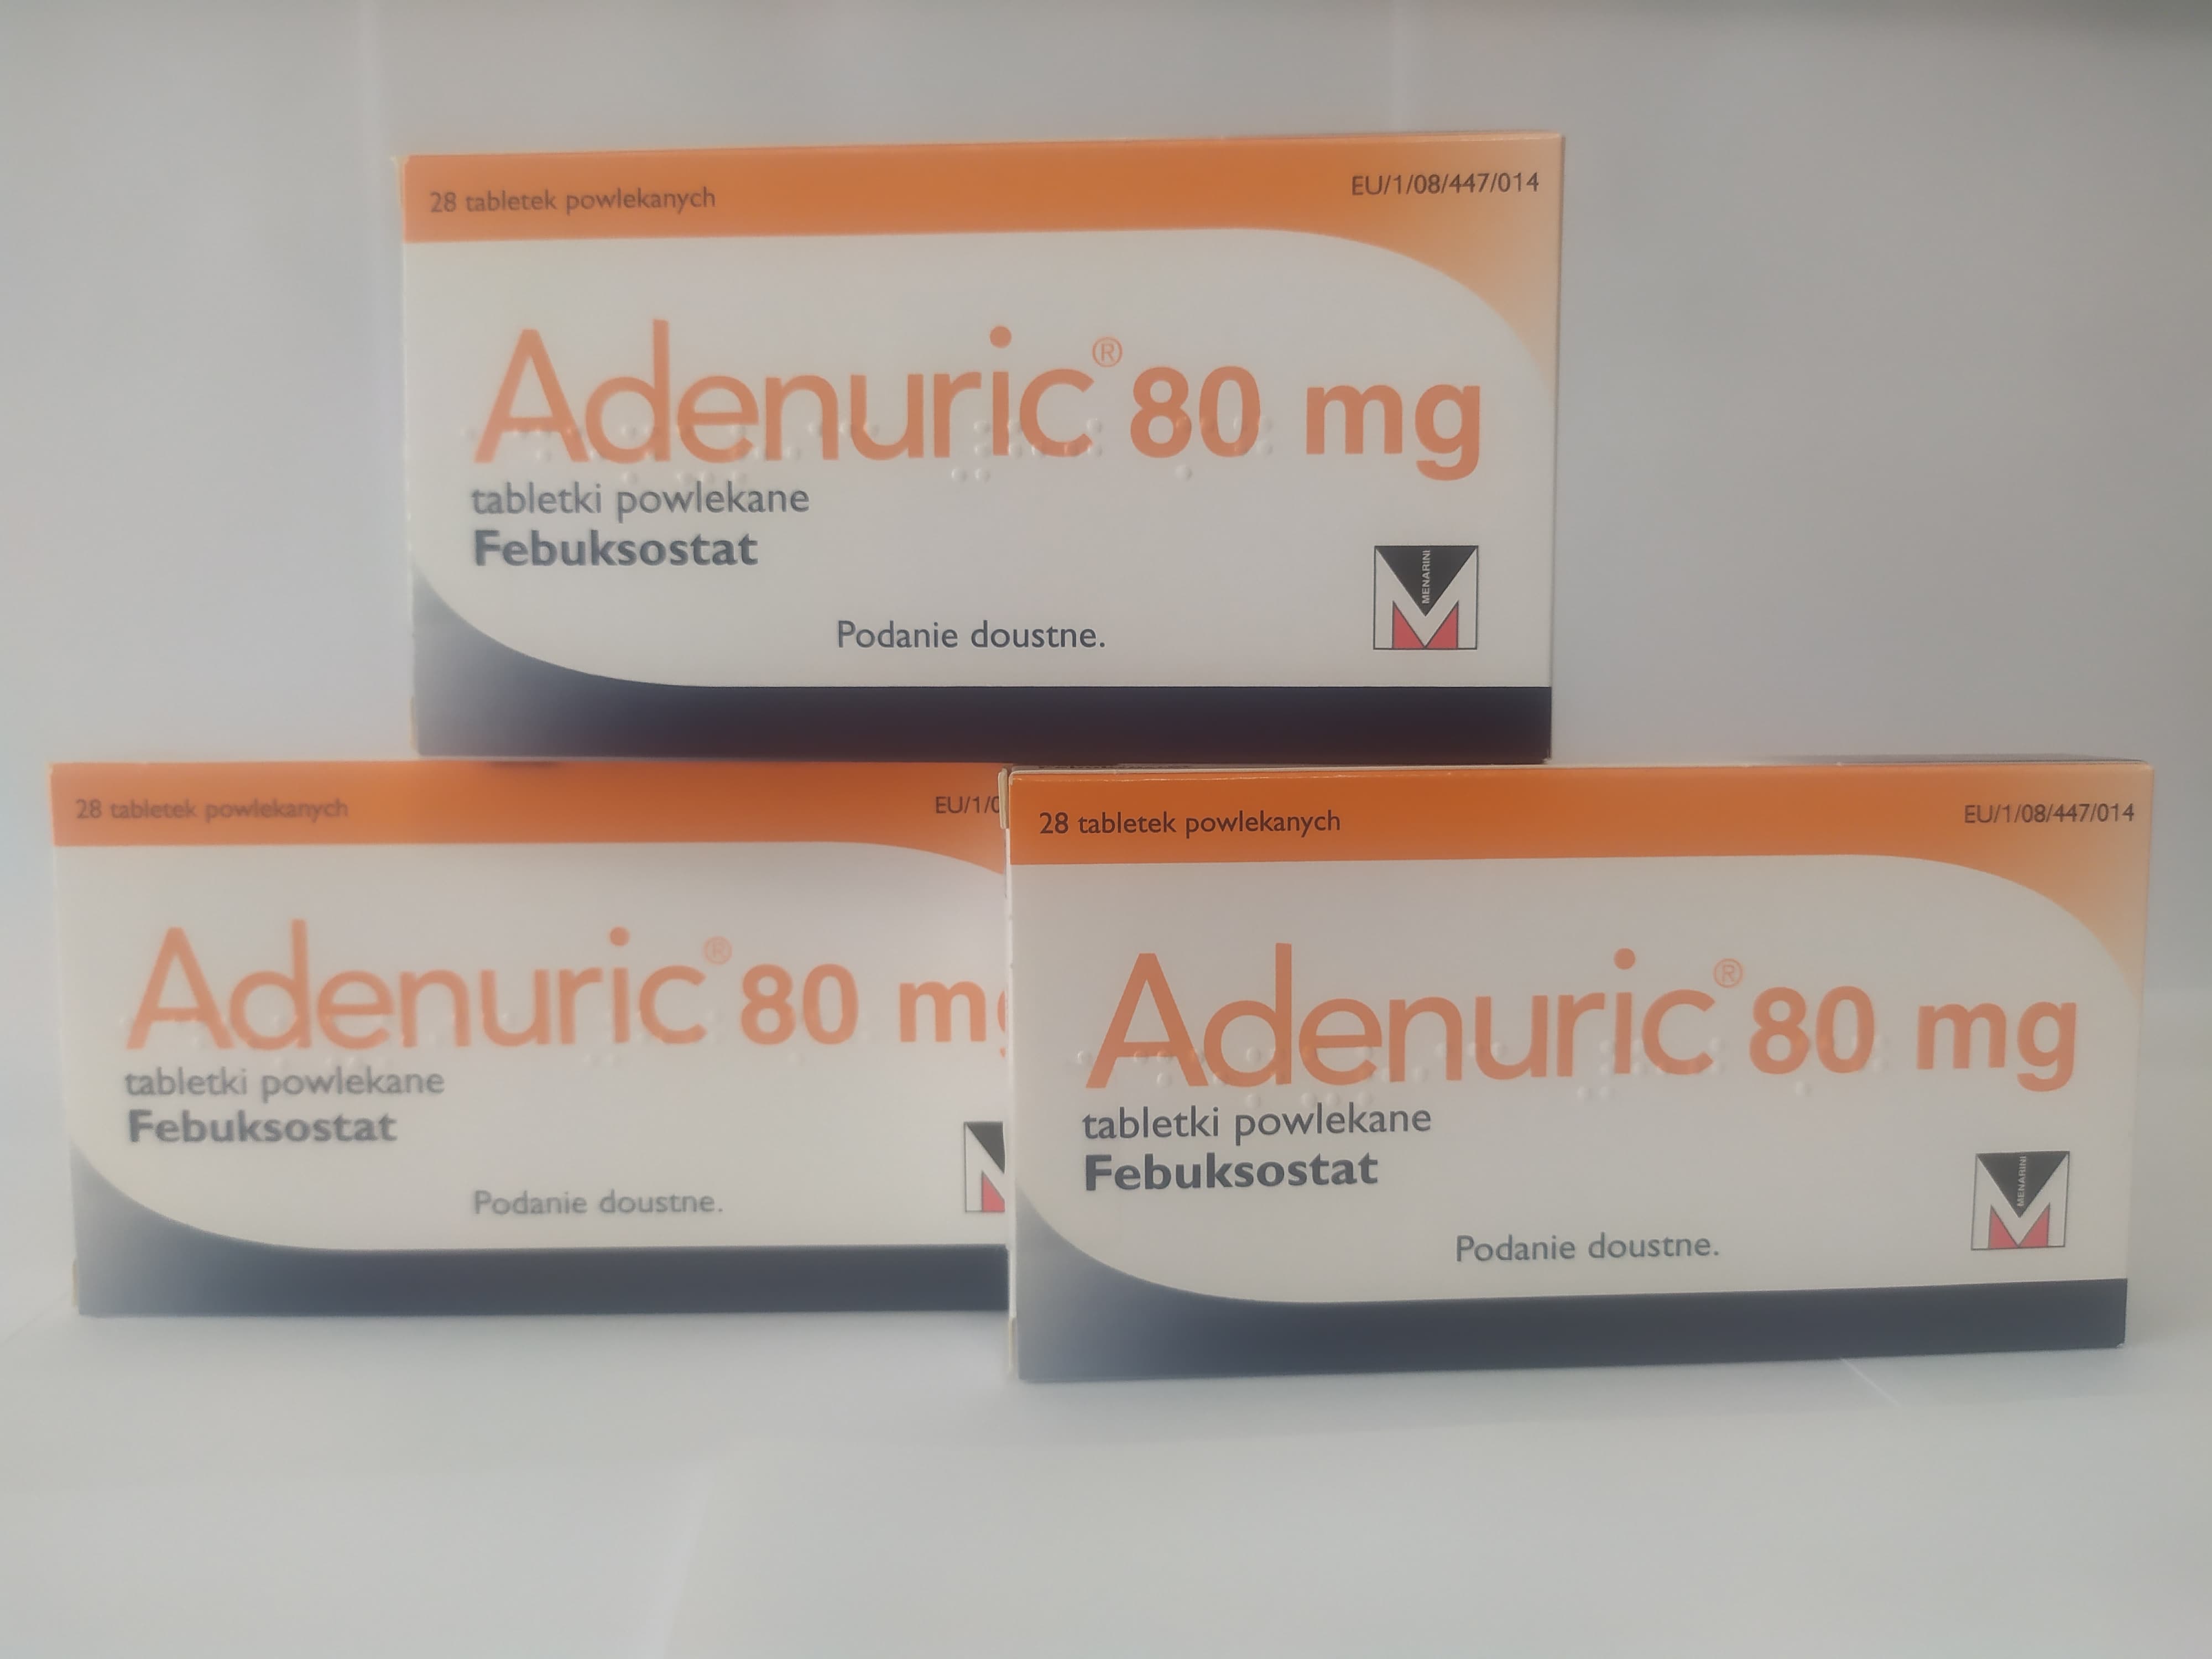 28 tabletek powlekanych
EU/1/08/447/014
Adenuric® 80 mg
tabletki powlekane
Febuksostat
Podanie doustne.
MENARINI
28 tabletek powlekanych
Adenuric® 80
tabletki powlekane
Febuksostat
Podanie doustne.
28 tabletek powlekanych
EU/1/08/447/014
Adenuric® 80 mg
tabletki powlekane
Febuksostat
Podanie doustne.
MENARINI